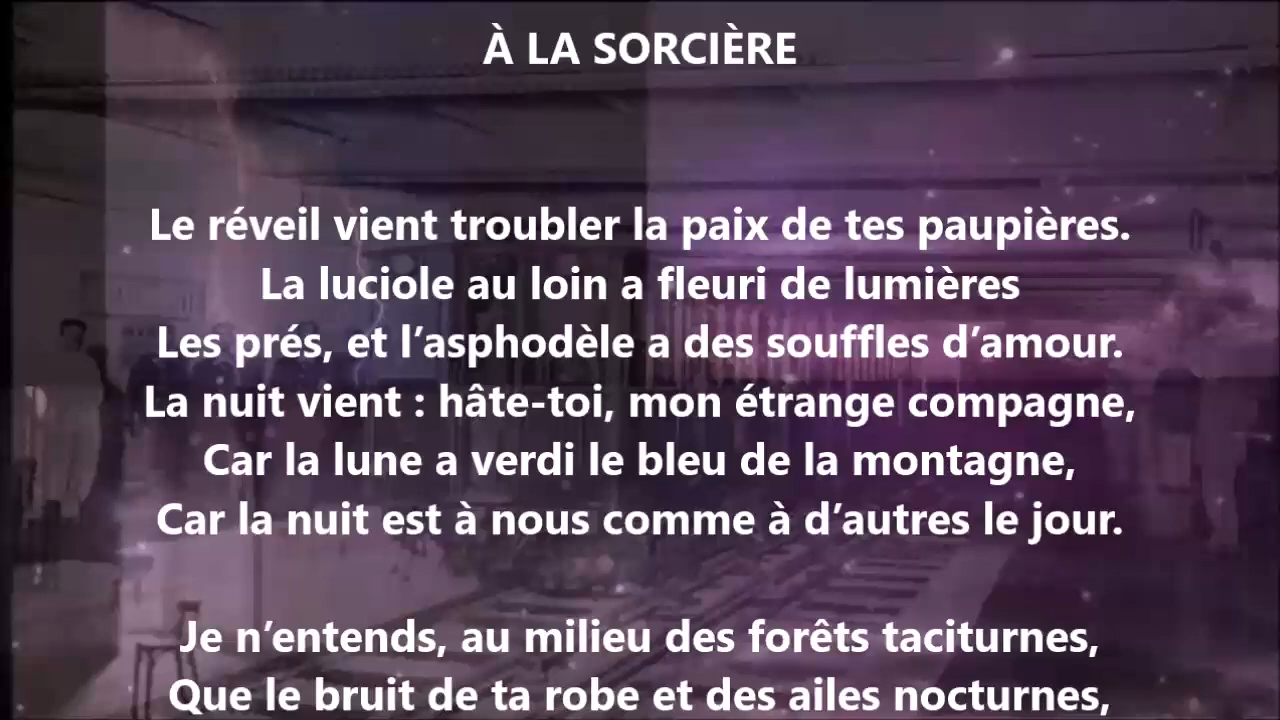 À LA SORCIÈRE
Le réveil vient troubler la paix de tes paupières.
La luciole au loin a fleuri de lumières
Les prés, et l’asphodèle a des souffles d’amour.
La nuit vient : hâte-toi, mon étrange compagne,
Car la lune a verdi le bleu de la montagne,
Car la nuit est à nous comme à d’autres le jour.
Je n’entends, au milieu des forêts taciturnes,
Que le bruit de ta robe et des ailes nocturnes,